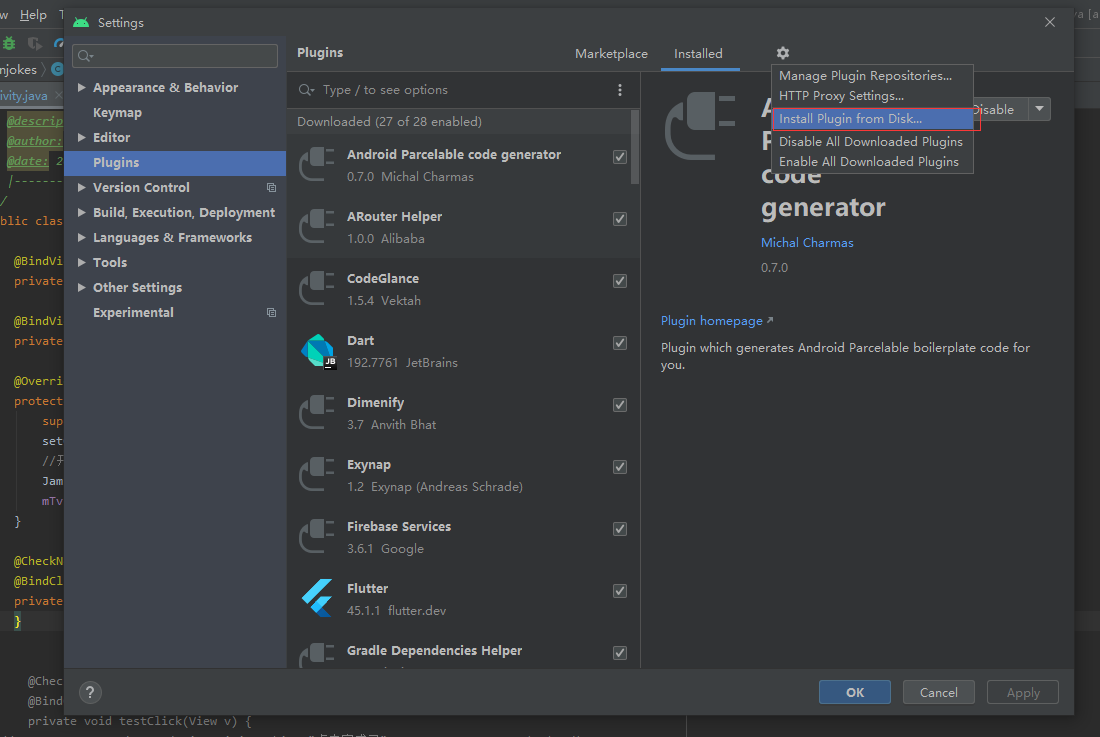 w Help
Settings
njokes
ivity.java
@descrip
@author:
@date: 2
|-------
/
blic clas
@BindVi
private
@BindVi
private
@Overri
protect
sup
set
//开
Jam
mTv
}
@CheckN
@BindCl
private
}
@Chec
@Bind
private void testClick(View v) {
Appearance & Behavior
Keymap
Editor
Plugins
Version Control
Build, Execution, Deployment
Languages & Frameworks
Tools
Other Settings
Experimental
Plugins
Marketplace
Installed
Type / to see options
Downloaded (27 of 28 enabled)
Android Parcelable code generator
0.7.0 Michal Charmas
ARouter Helper
1.0.0 Alibaba
CodeGlance
1.5.4 Vektah
Dart
192.7761 JetBrains
JB
Dimenify
3.7 Anvith Bhat
Exynap
1.2 Exynap (Andreas Schrade)
Firebase Services
3.6.1 Google
Flutter
45.1.1 flutter.dev
Gradle Dependencies Helper
Manage Plugin Repositories...
HTTP Proxy Settings...
Install Plugin from Disk...
Disable All Downloaded Plugins
Enable All Downloaded Plugins
Disable
code
generator
Michal Charmas
0.7.0
Plugin homepage ↗
Plugin which generates Android Parcelable boilerplate code for
you.
?
OK
Cancel
Apply